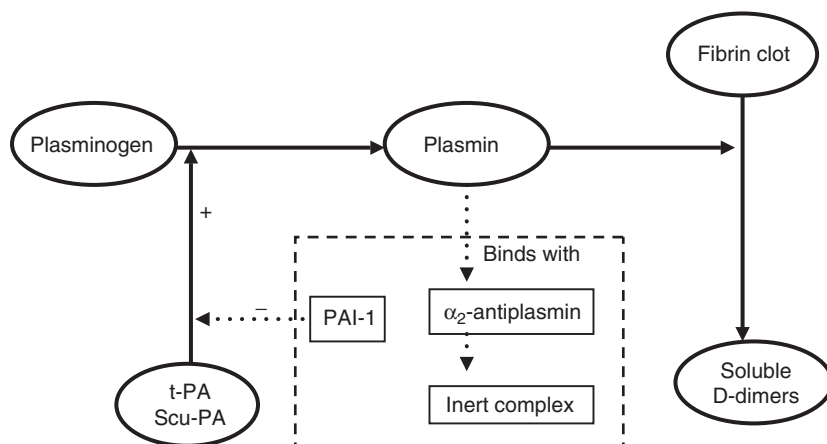 Fibrin clot
Plasminogen
Plasmin
+
Binds with
–
PAI-1
α₂-antiplasmin
t-PA
Scu-PA
Inert complex
Soluble
D-dimers